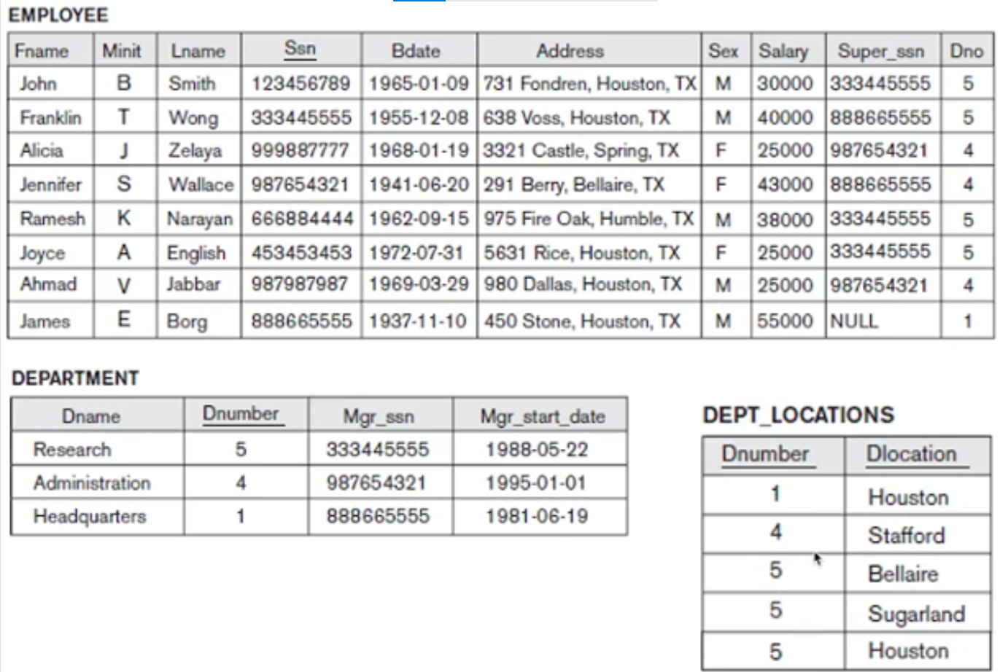 EMPLOYEE
Fname Minit Lname Ssn Bdate Address Sex Salary Super_ssn Dno
John B Smith 123456789 1965-01-09 731 Fondren, Houston, TX M 30000 333445555 5
Franklin T Wong 333445555 1955-12-08 638 Voss, Houston, TX M 40000 888665555 5
Alicia J Zelaya 999887777 1968-01-19 3321 Castle, Spring, TX F 25000 987654321 4
Jennifer S Wallace 987654321 1941-06-20 291 Berry, Bellaire, TX F 43000 888665555 4
Ramesh K Narayan 666884444 1962-09-15 975 Fire Oak, Humble, TX M 38000 333445555 5
Joyce A English 453453453 1972-07-31 5631 Rice, Houston, TX F 25000 333445555 5
Ahmad V Jabbar 987987987 1969-03-29 980 Dallas, Houston, TX M 25000 987654321 4
James E Borg 888665555 1937-11-10 450 Stone, Houston, TX M 55000 NULL 1
DEPARTMENT
Dname Dnumber Mgr_ssn Mgr_start_date
Research 5 333445555 1988-05-22
Administration 4 987654321 1995-01-01
Headquarters 1 888665555 1981-06-19
DEPT_LOCATIONS
Dnumber Dlocation
1 Houston
4 Stafford
5 Bellaire
5 Sugarland
5 Houston